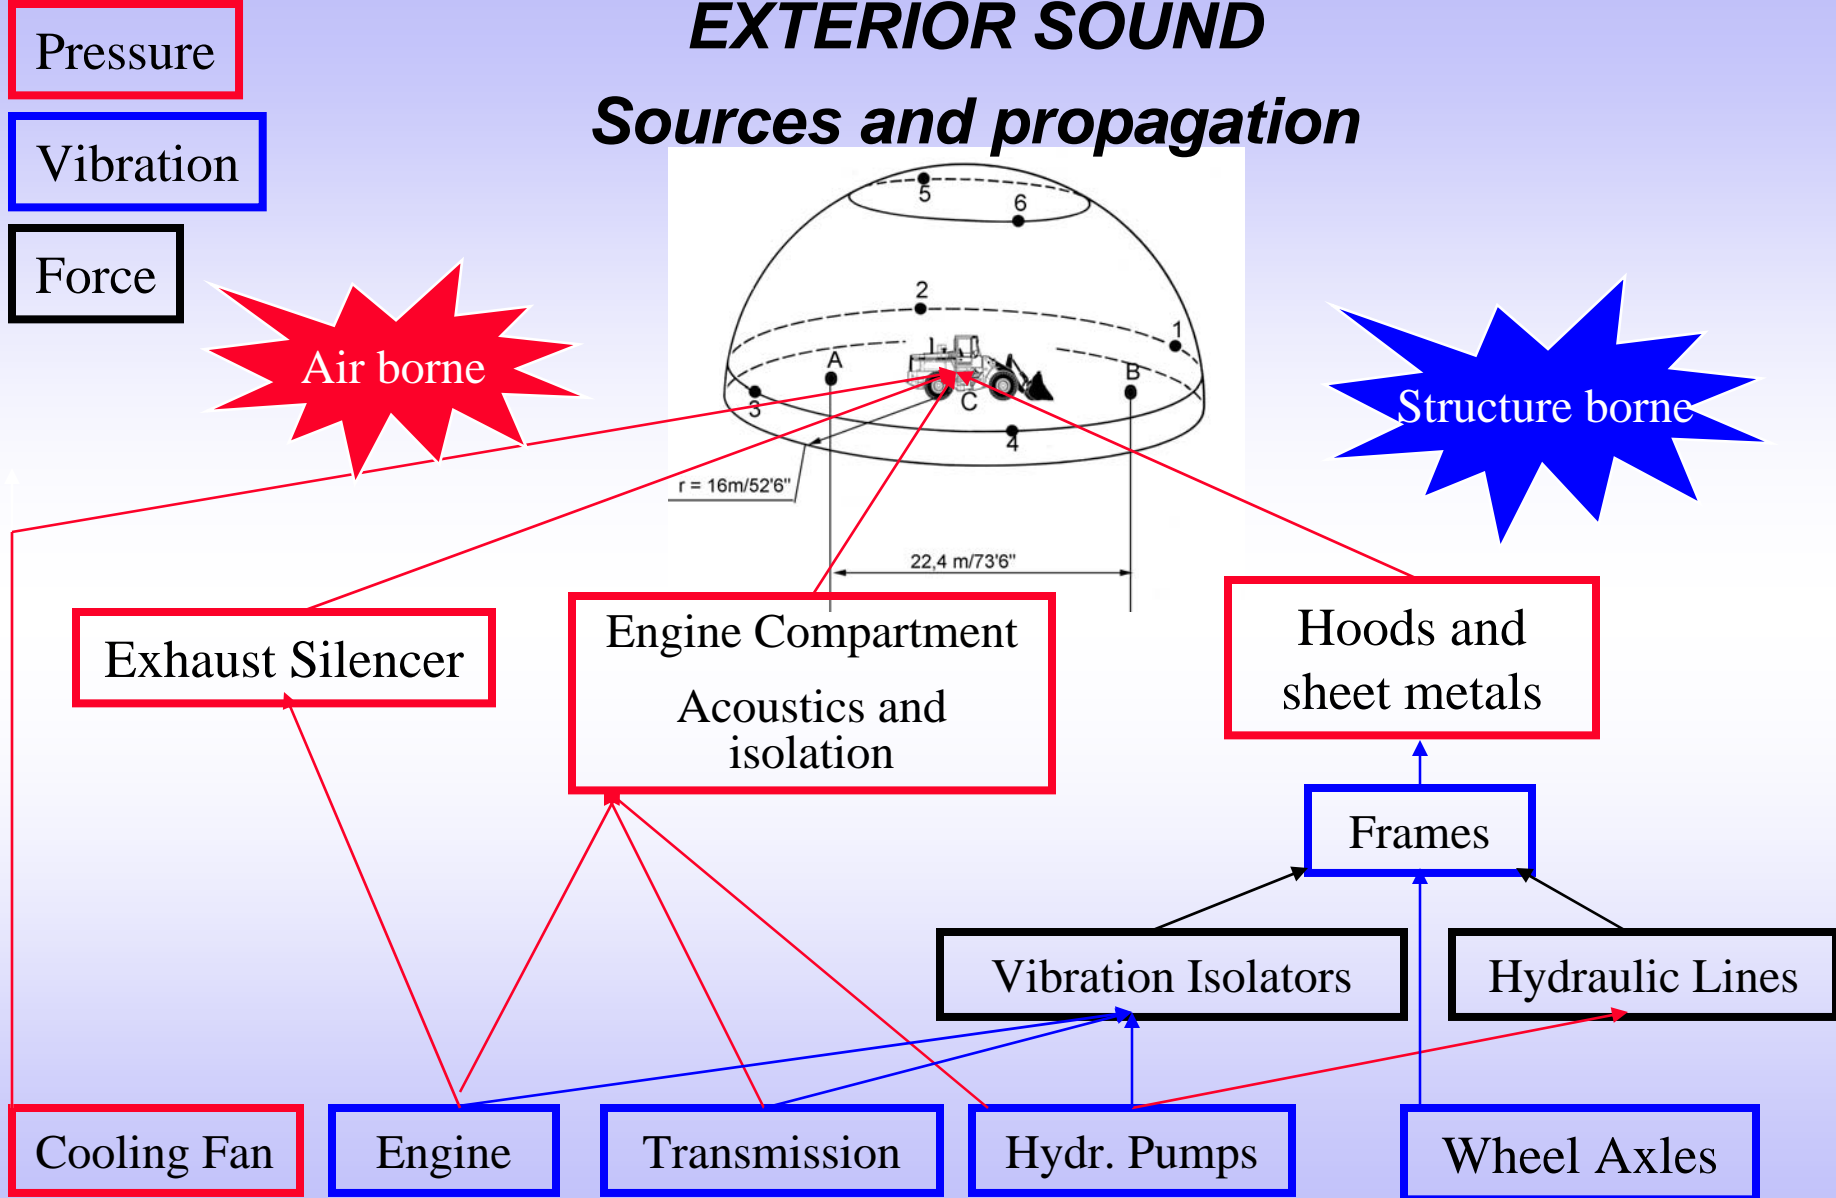 EXTERIOR SOUND
Sources and propagation
Pressure
Vibration
Force
Air borne
Structure borne
5
6
2
1
A
B
3
C
4
r = 16m/52'6"
22,4 m/73'6"
Exhaust Silencer
Engine Compartment
Acoustics and
isolation
Hoods and
sheet metals
Frames
Vibration Isolators
Hydraulic Lines
Cooling Fan
Engine
Transmission
Hydr. Pumps
Wheel Axles